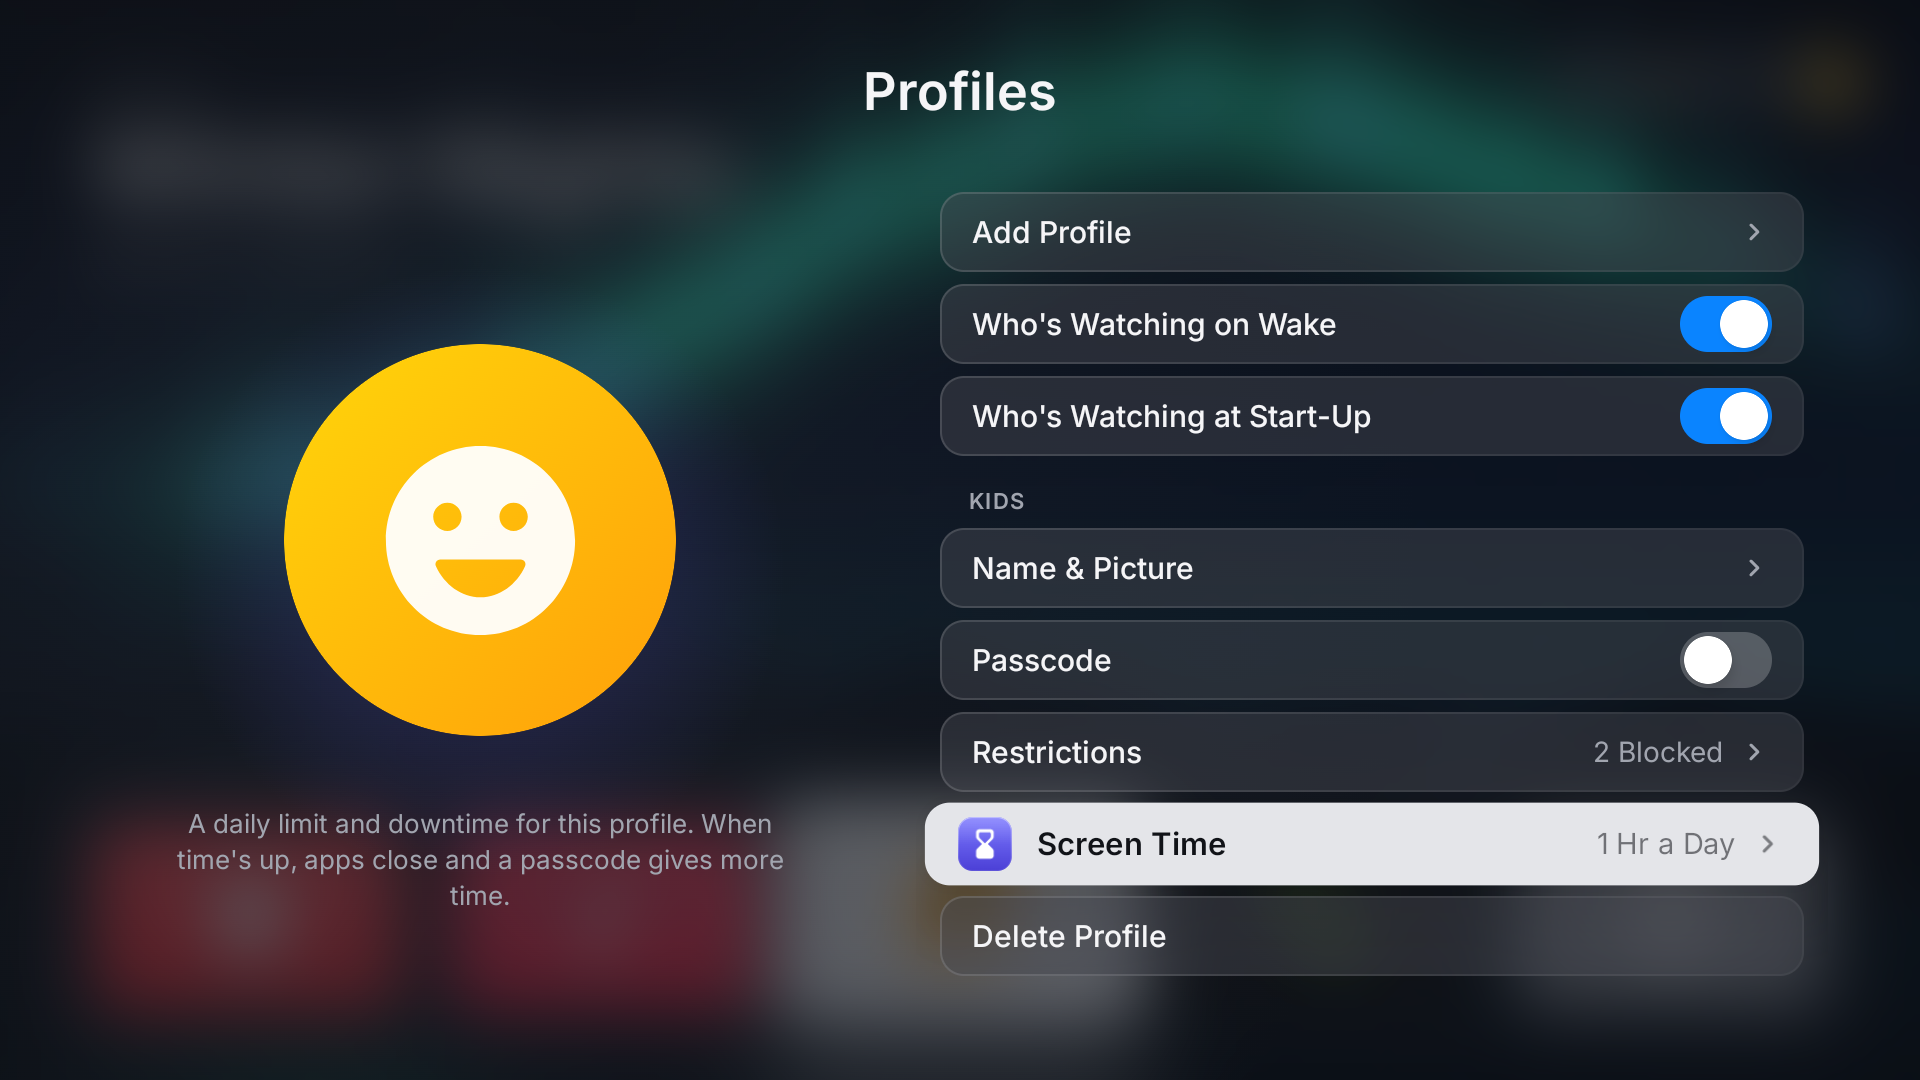 Profiles
Add Profile
Who's Watching on Wake
Who's Watching at Start-Up
KIDS
Name & Picture
Passcode
Restrictions 2 Blocked
Screen Time 1 Hr a Day
Delete Profile
A daily limit and downtime for this profile. When
time's up, apps close and a passcode gives more
time.